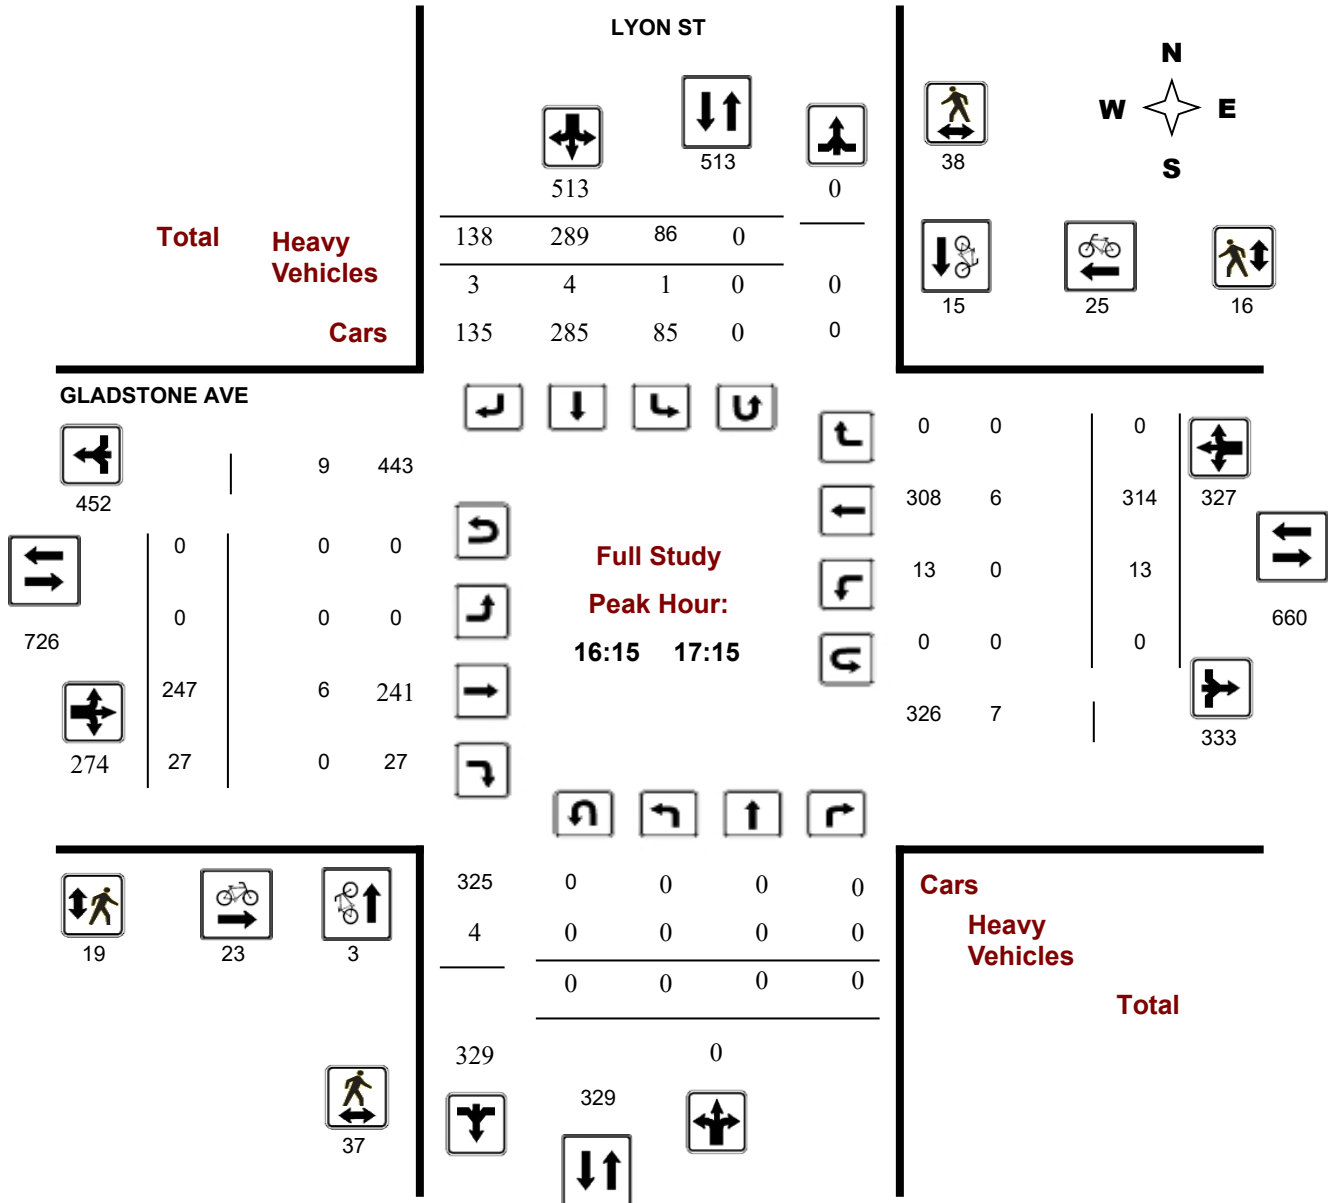 LYON ST
N
W E
S
513
38
513 0
Total Heavy Vehicles
138 289 86 0
3 4 1 0 0
15 25 16
Cars 135 285 85 0 0
GLADSTONE AVE
0 0 0
9 443
452
308 6 314 327
0 0 0
Full Study
13 0 13
Peak Hour:
0 0 0
660
726
16:15 17:15
0 0 0
247 6 241
326 7
333
274 27 0 27
325 0 0 0 0
Cars
4 0 0 0 0
Heavy
Vehicles
19 23 3
0 0 0 0
Total
329 0
329
37